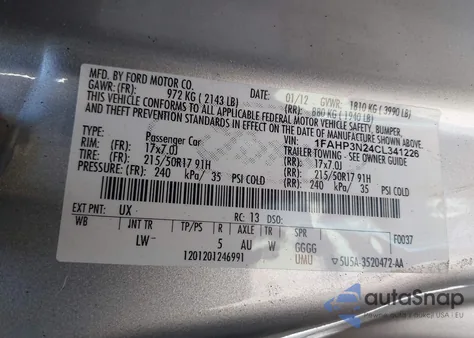 MFD. BY FORD MOTOR CO.
DATE: 01/12 GVWR: 1810 KG ( 3990 LB)
GAWR: (FR): 972 KG ( 2143 LB) (RR): 880 KG ( 1940 LB)
THIS VEHICLE CONFORMS TO ALL APPLICABLE FEDERAL MOTOR VEHICLE SAFETY, BUMPER,
AND THEFT PREVENTION STANDARDS IN EFFECT ON THE DATE OF MANUFACTURE SHOWN ABOVE.
VIN: 1FAHP3N24CL341226
TYPE: Passenger Car TRAILER TOWING - SEE OWNER GUIDE
RIM: (FR): 17x7.0J (RR): 17x7.0J
TIRE: (FR): 215/50R17 91H (RR): 215/50R17 91H
PRESSURE: (FR): 240 kPa/ 35 PSI COLD (RR): 240 kPa/ 35 PSI COLD
EXT PNT: UX RC: 13 DSO:
WB JNT TR TP/PS R AXLE TR SPR
F0037
LW 5 AU W GGGG
1201201246991 UMU 5U5A-3520472-AA
autoSnap
USA
EU